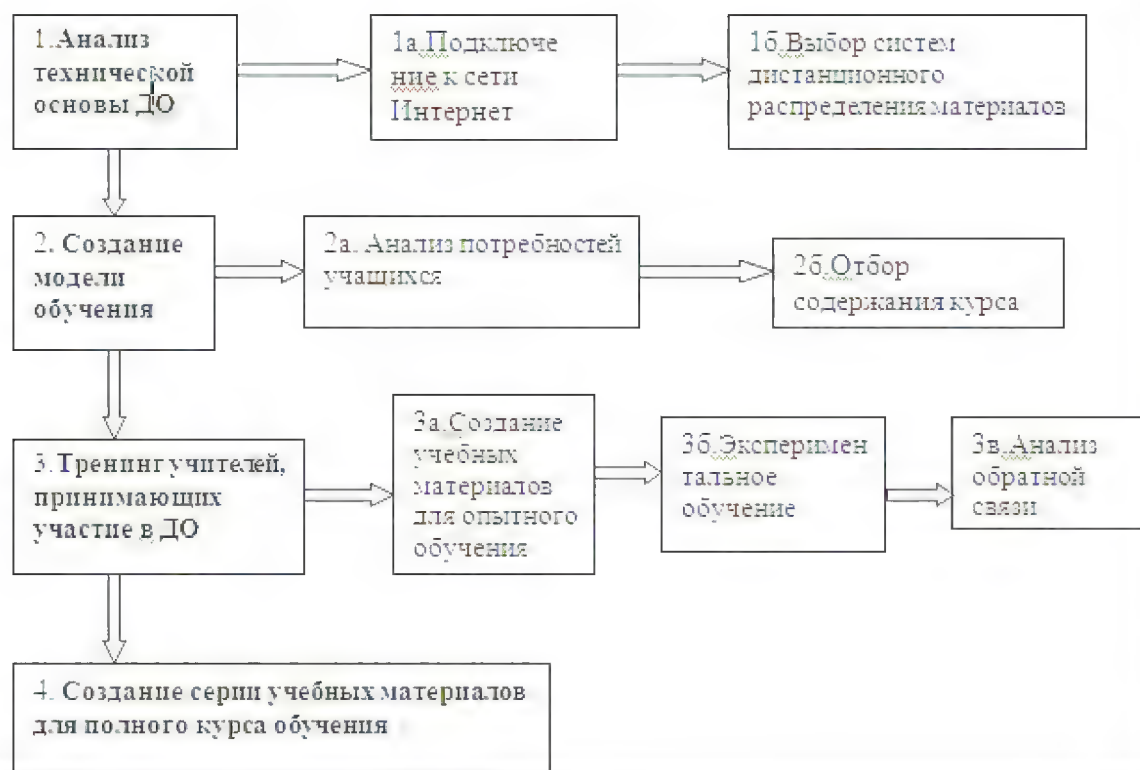 1.Анализ
технической
основы ДО
1а.Подключе
ние к сети
Интернет
1б.Выбор систем
дистанционного
распределения материалов
2. Создание
модели
обучения
2а. Анализ потребностей
учащихся
2б.Отбор
содержания курса
3. Тренинг учителей,
принимающих
участие в ДО
3а.Создание
учебных
материалов
для опытного
обучения
3б.Эксперимен
тальное
обучение
3в.Анализ
обратной
связи
4. Создание серии учебных материалов
для полного курса обучения